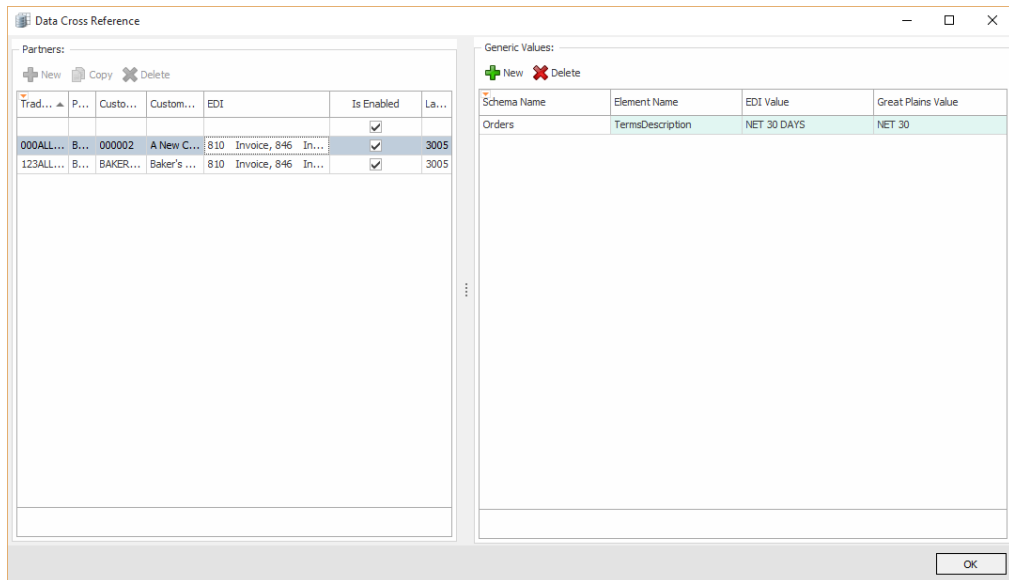 Data Cross Reference
Partners:
New Copy Delete
Trad... P... Custo... Custom... EDI Is Enabled La...
000ALL... B... 000002 A New C... 810 Invoice, 846 In... 3005
123ALL... B... BAKER... Baker's ... 810 Invoice, 846 In... 3005
Generic Values:
New Delete
Schema Name Element Name EDI Value Great Plains Value
Orders TermsDescription NET 30 DAYS NET 30
OK